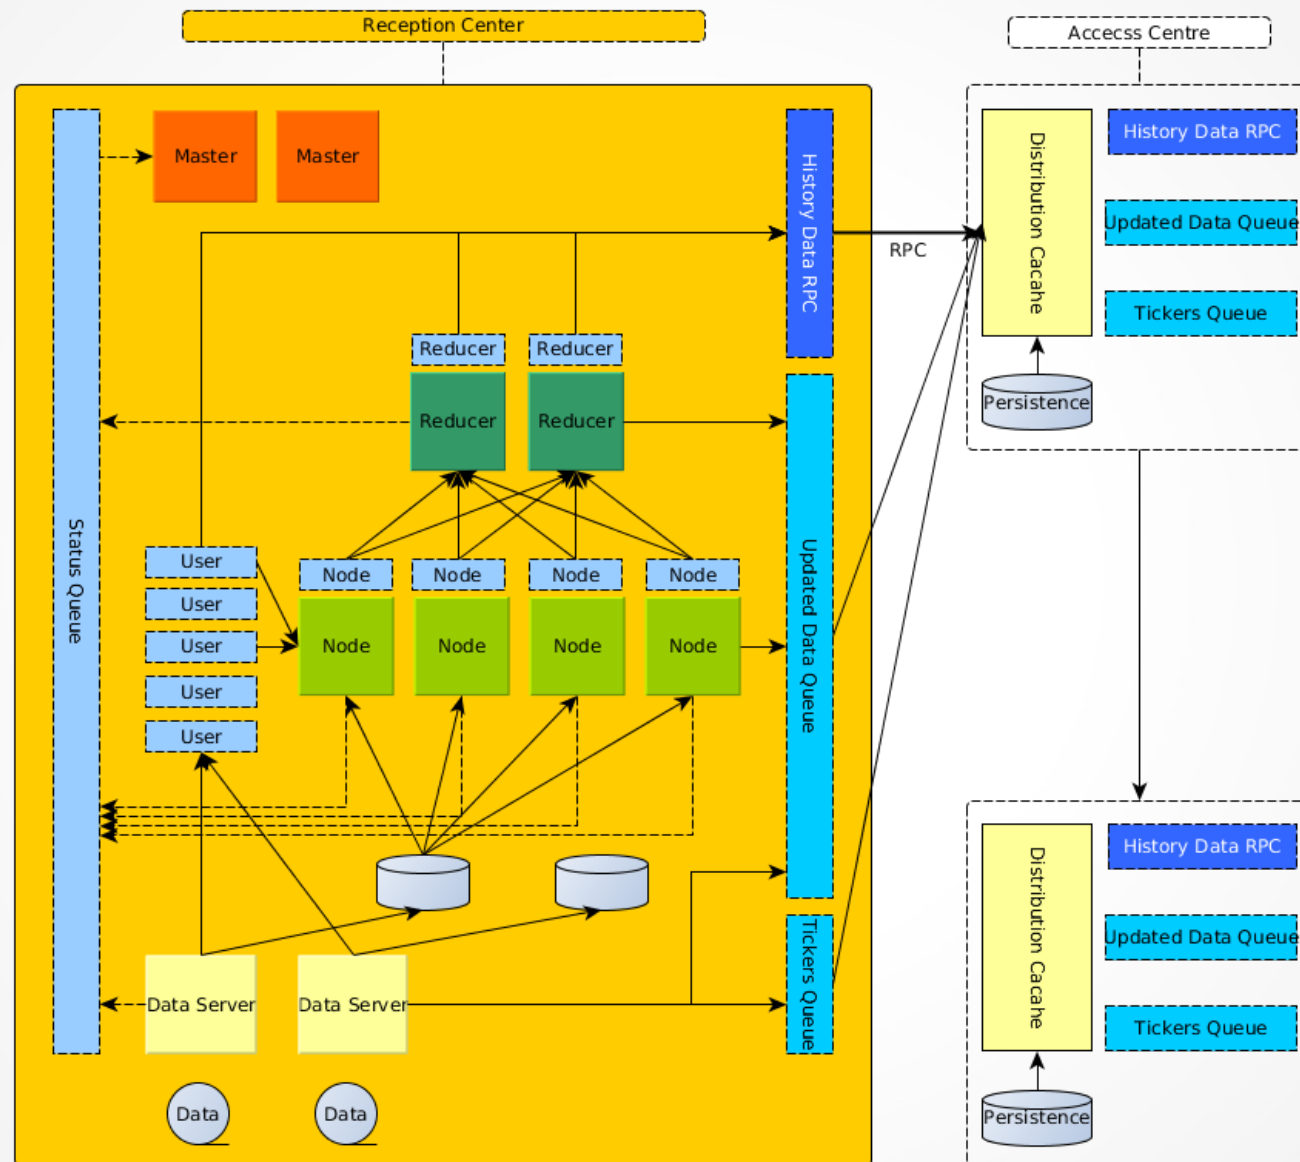 Reception Center
Accecss Centre
Master
Master
History Data RPC
Distribution Cacahe
History Data RPC
Updated Data Queue
RPC
Tickers Queue
Reducer
Reducer
Persistence
Reducer
Reducer
Status Queue
User
Node
Node
Node
Node
User
User
Node
Node
Node
Node
Updated Data Queue
User
User
Distribution Cacahe
History Data RPC
Updated Data Queue
Tickers Queue
Data Server
Data Server
Tickers Queue
Data
Data
Persistence